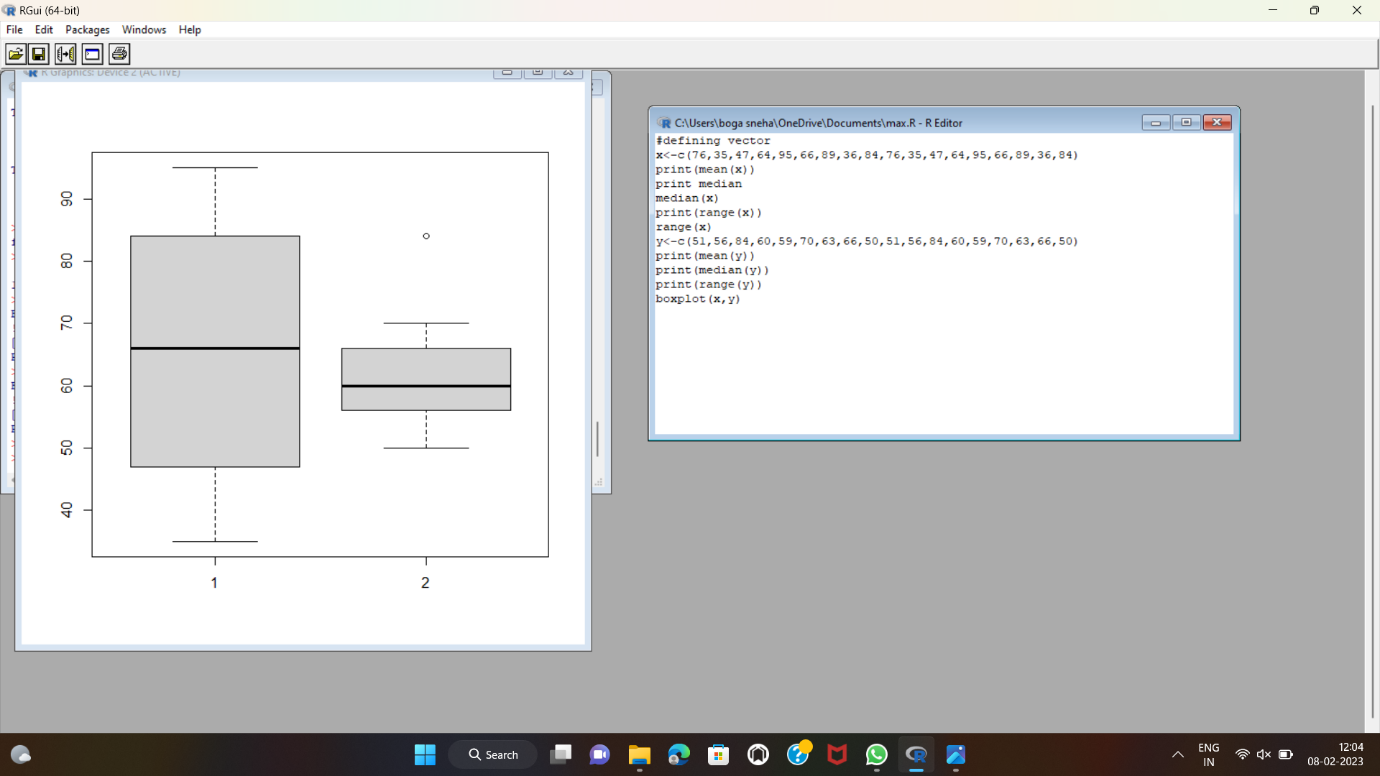 RGui (64-bit)
File Edit Packages Windows Help
R Graphics: Device 2 (ACTIVE)
90
80
70
60
50
40
1 2
C:\Users\boga sneha\OneDrive\Documents\max.R - R Editor
#defining vector
x<-c(76,35,47,64,95,66,89,36,84,76,35,47,64,95,66,89,36,84)
print(mean(x))
print median
median(x)
print(range(x))
range(x)
y<-c(51,56,84,60,59,70,63,66,50,51,56,84,60,59,70,63,66,50)
print(mean(y))
print(median(y))
print(range(y))
boxplot(x,y)
Search
ENG
IN
12:04
08-02-2023